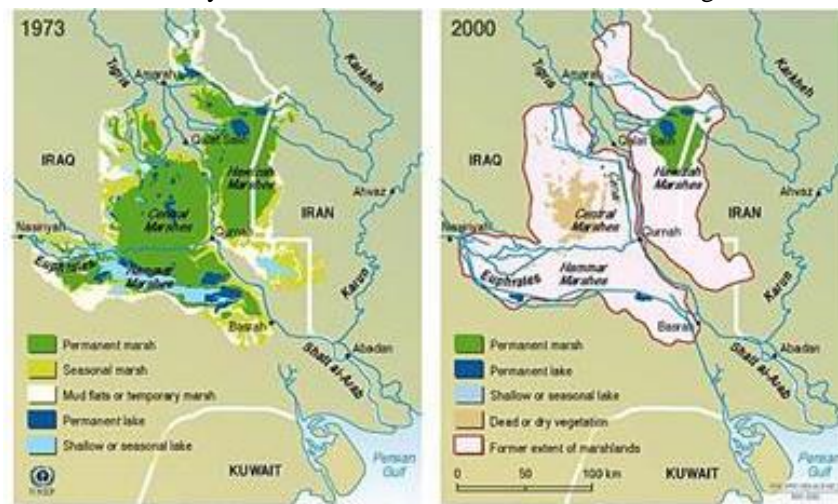 1973
Tigris
Karkheh
Amarah
Qalat Salih
IRAQ
Hawizah
Marshes
Ahvaz
Central
Marshes
IRAN
Nasiriyah
Qurnah
Euphrates
Hammar
Marshes
Karun
Basrah
Abadan
Shatt al-Arab
Permanent marsh
Seasonal marsh
Mud flats or temporary marsh
Permanent lake
Shallow or seasonal lake
KUWAIT
Persian
Gulf
UNEP
2000
Tigris
Karkheh
Amarah
Qalat Salih
IRAQ
Hawizah
Marshes
Ahvaz
Central
Marshes
IRAN
Nasiriyah
Qurnah
Euphrates
Hammar
Marshes
Karun
Basrah
Abadan
Shatt al-Arab
Permanent marsh
Permanent lake
Shallow or seasonal lake
Dead or dry vegetation
Former extent of marshlands
0 50 100 km
KUWAIT
Persian
Gulf